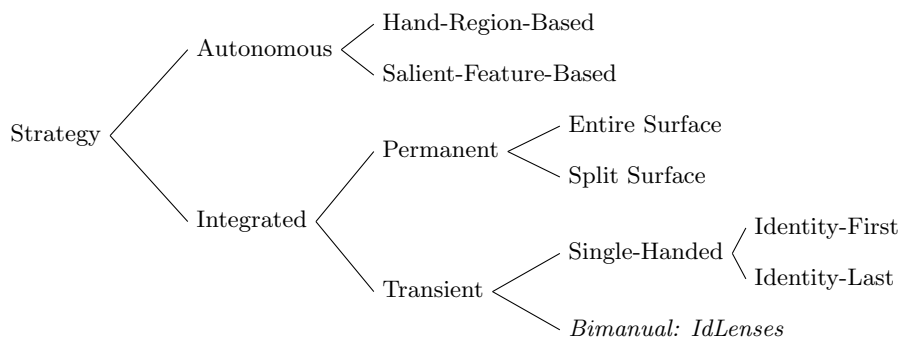 Hand-Region-Based
Autonomous
Salient-Feature-Based
Entire Surface
Strategy
Permanent
Split Surface
Integrated
Identity-First
Single-Handed
Identity-Last
Transient
Bimanual: IdLenses